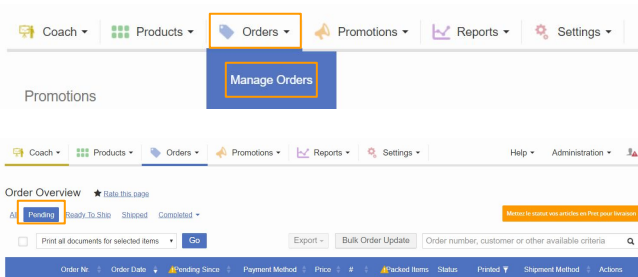 Coach Products Orders Promotions Reports Settings
Manage Orders
Promotions
Coach Products Orders Promotions Reports Settings Help Administration
Order Overview Rate this page
All Pending Ready To Ship Shipped Completed
Mettez le status vos articles en Pret pour livraison
Print all documents for selected items Go Export Bulk Order Update Order number, customer or other available criteria
Order Nr. Order Date Pending Since Payment Method Price # Packed Items Status Printed Shipment Method Actions